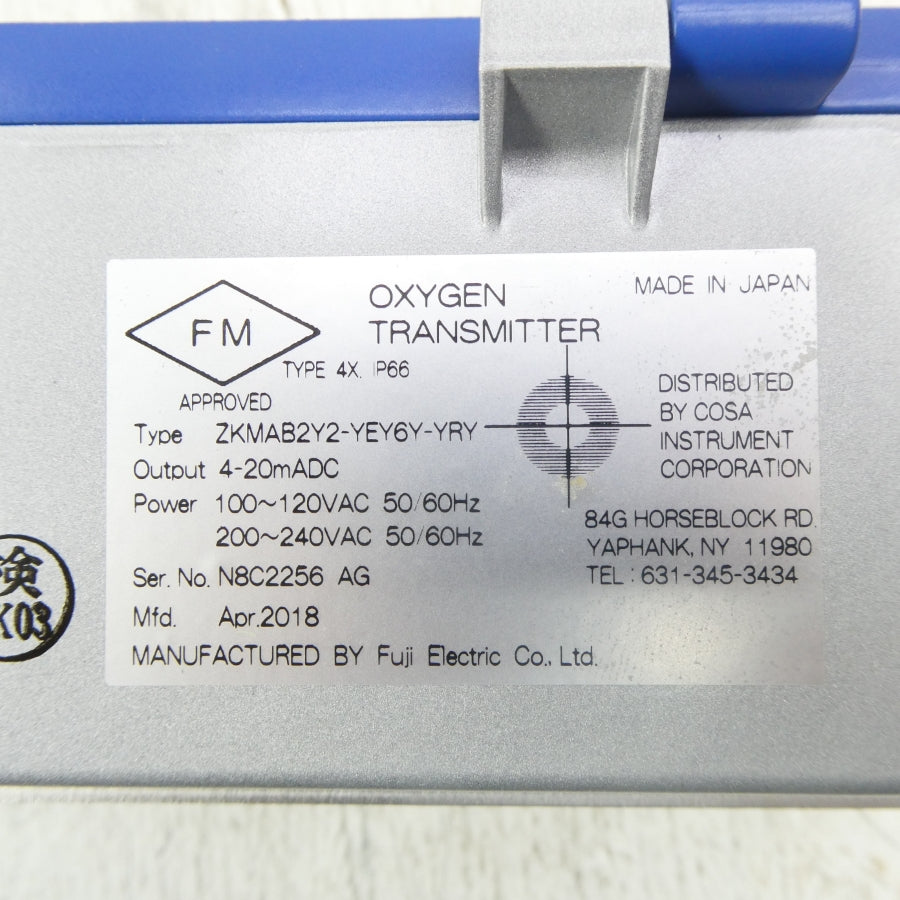 FM
APPROVED
OXYGEN
TRANSMITTER
TYPE 4X. IP66
MADE IN JAPAN
Type ZKMAB2Y2-YEY6Y-YRY
Output 4-20mADC
Power 100~120VAC 50/60Hz
200~240VAC 50/60Hz
Ser. No. N8C2256 AG
Mfd. Apr.2018
MANUFACTURED BY Fuji Electric Co., Ltd.
DISTRIBUTED
BY COSA
INSTRUMENT
CORPORATION
84G HORSEBLOCK RD.
YAPHANK, NY 11980
TEL : 631-345-3434
検
K03